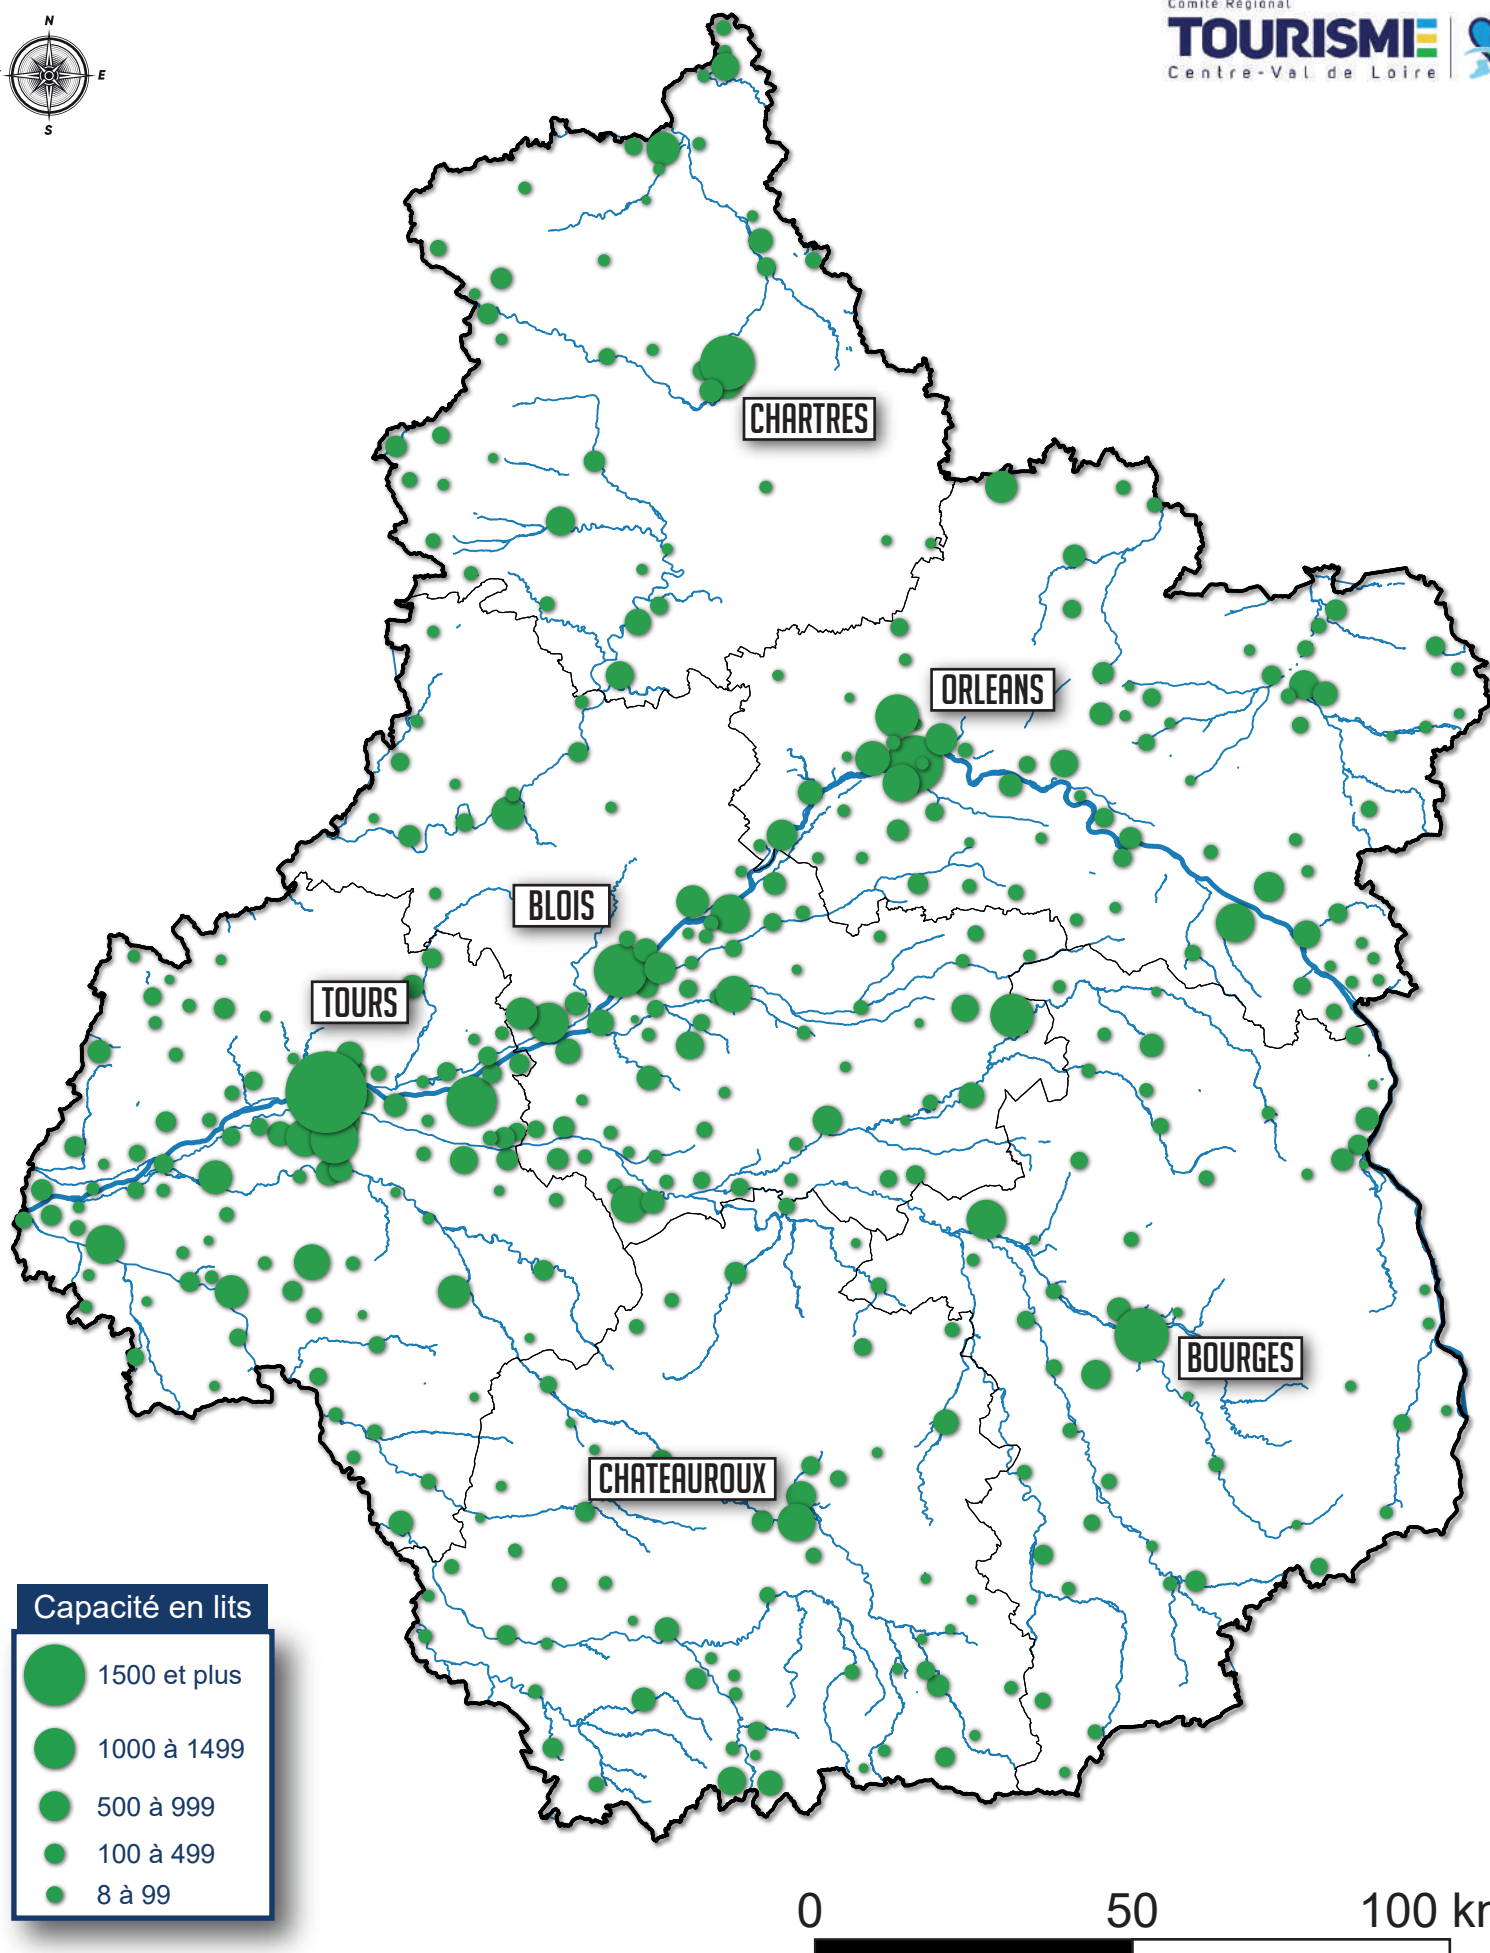 Comité Régional
TOURISME
Centre-Val de Loire
N
E
S
CHARTRES
ORLEANS
BLOIS
TOURS
BOURGES
CHATEAUROUX
Capacité en lits
1500 et plus
1000 à 1499
500 à 999
100 à 499
8 à 99
0 50 100 km